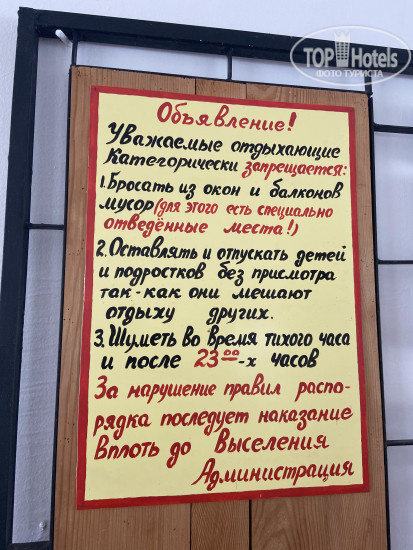 TOP Hotels
ФОТО ТУРИСТА
Объявление!
Уважаемые отдыхающие
Категорически запрещается:
1. Бросать из окон и балконов
мусор (для этого есть специально
отведённые места!)
2. Оставлять и отпускать детей
и подростков без присмотра
так-как они мешают
отдыху других.
3. Шуметь во время тихого часа
и после 23⁰⁰-х часов
За нарушение правил распо-
рядка последует наказание
вплоть до Выселения
Администрация